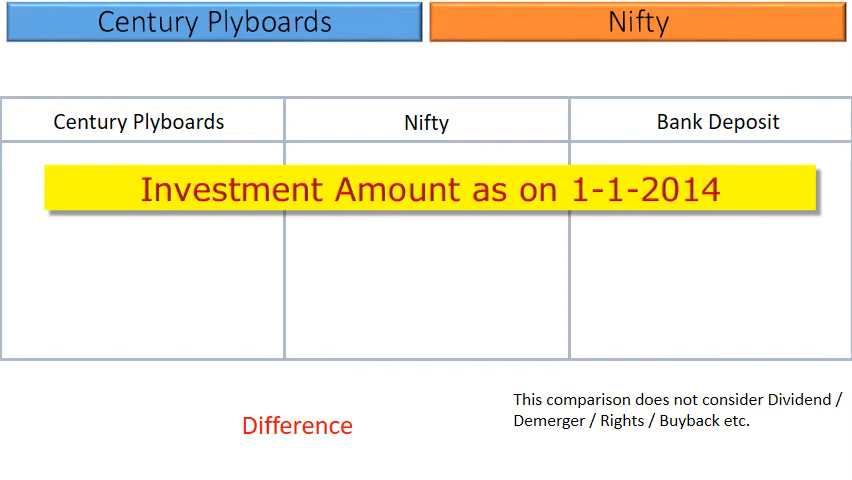 Century Plyboards
Nifty
Century Plyboards
Nifty
Bank Deposit
Investment Amount as on 1-1-2014
Difference
This comparison does not consider Dividend /
Demerger / Rights / Buyback etc.